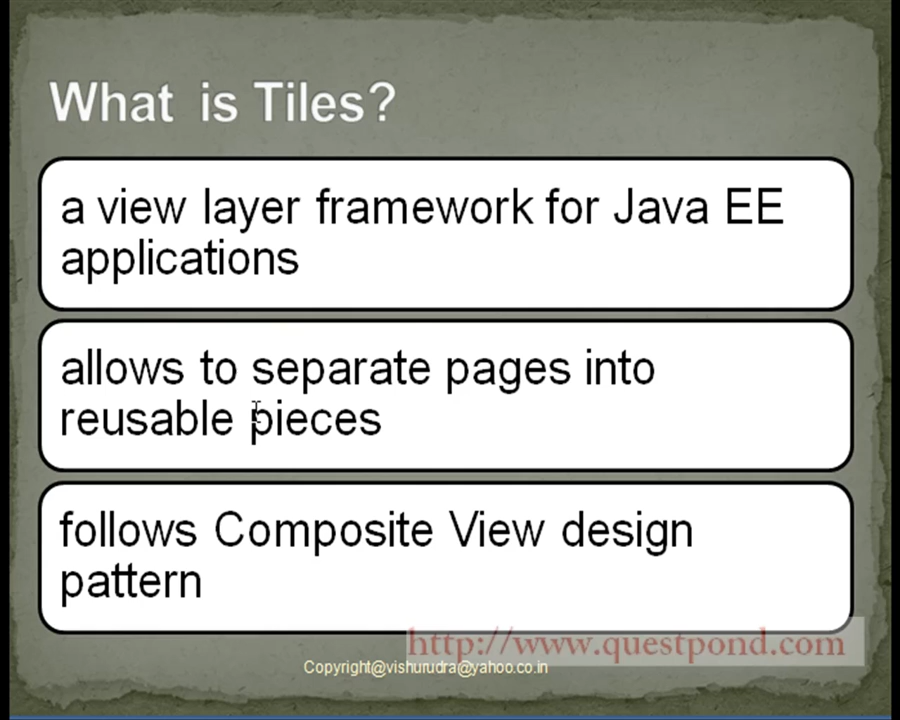 What is Tiles?
a view layer framework for Java EE
applications
allows to separate pages into
reusable pieces
follows Composite View design
pattern
http://www.questpond.com
Copyright@vishurudra@yahoo.co.in